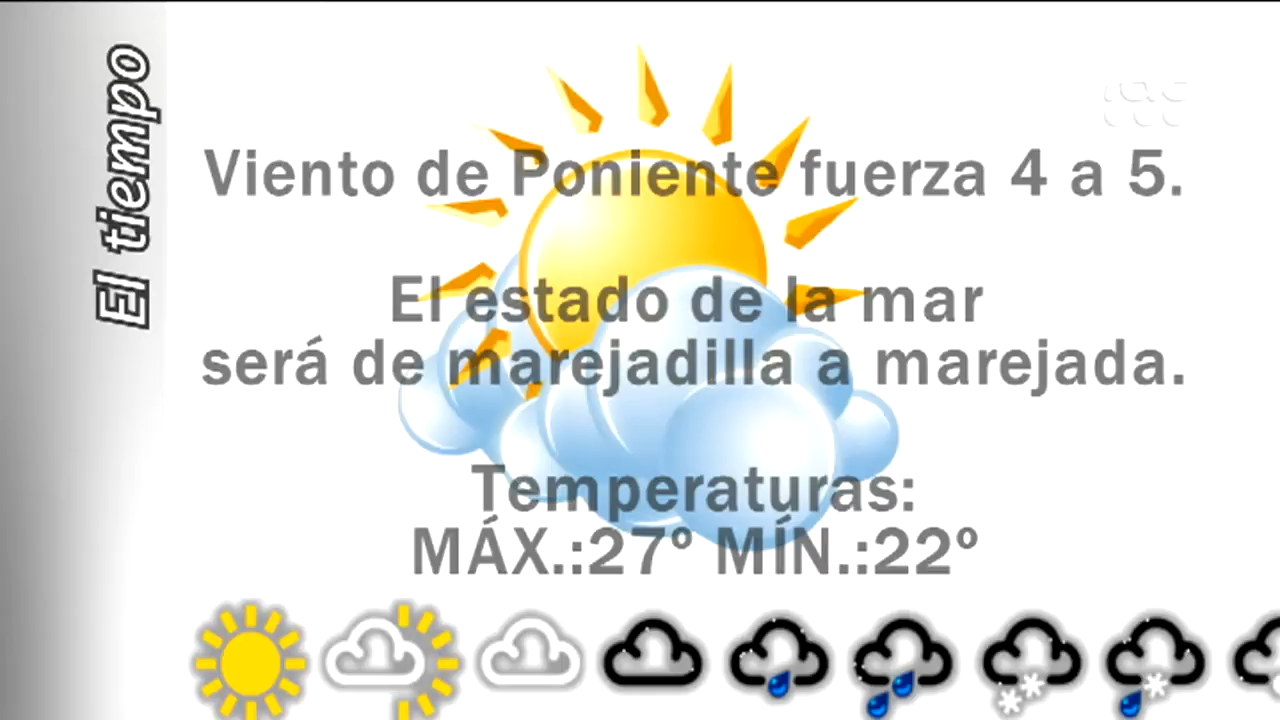 El tiempo
Viento de Poniente fuerza 4 a 5.
El estado de la mar
será de marejadilla a marejada.
Temperaturas:
MÁX.:27º MÍN.:22º